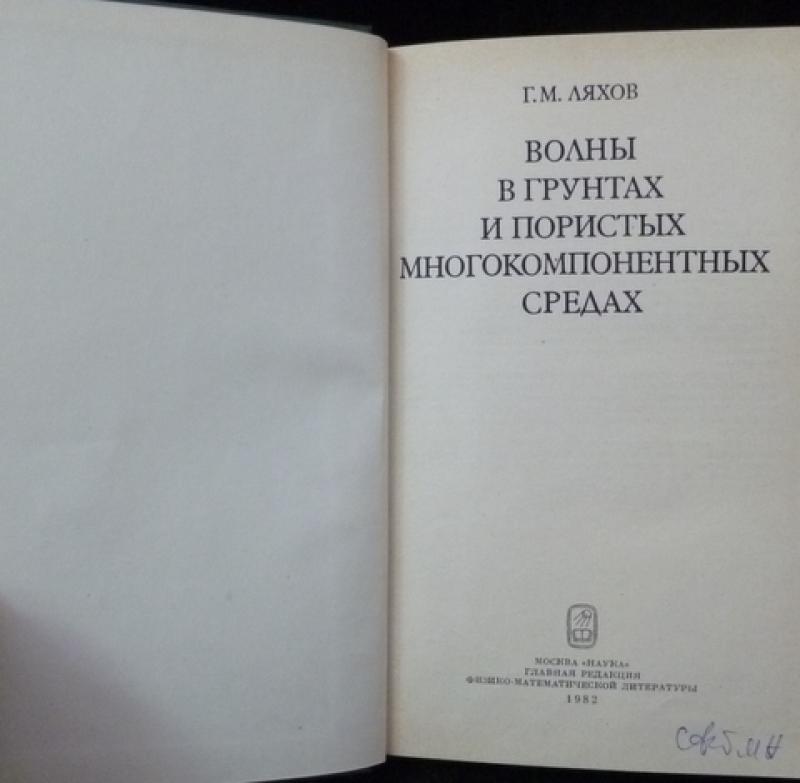 Г.М. ЛЯХОВ
ВОЛНЫ
В ГРУНТАХ
И ПОРИСТЫХ
МНОГОКОМПОНЕНТНЫХ
СРЕДАХ
МОСКВА «НАУКА»
ГЛАВНАЯ РЕДАКЦИЯ
ФИЗИКО-МАТЕМАТИЧЕСКОЙ ЛИТЕРАТУРЫ
1982